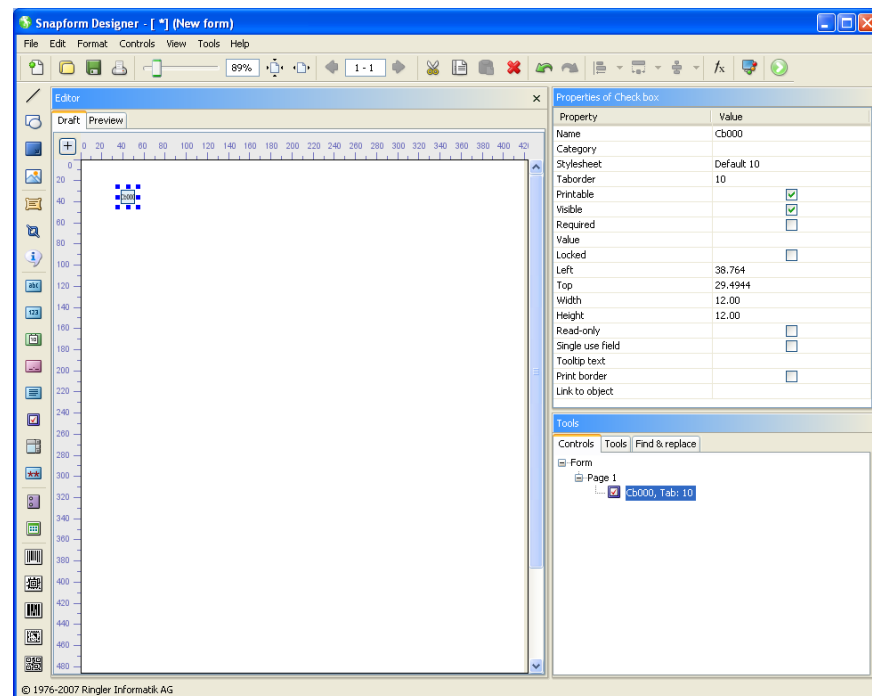 Snapform Designer - [ *] (New form)
File Edit Format Controls View Tools Help
89% 1 - 1 fx
Editor x
Draft Preview
0 20 40 60 80 100 120 140 160 180 200 220 240 260 280 300 320 340 360 380 400 42
0
20
40
60
80
100
120
140
160
180
200
220
240
260
280
300
320
340
360
380
400
420
440
460
480
Cb000
abc
123
Properties of Check box
Property Value
Name Cb000
Category
Stylesheet Default 10
Taborder 10
Printable
Visible
Required
Value
Locked
Left 38.764
Top 29.4944
Width 12.00
Height 12.00
Read-only
Single use field
Tooltip text
Print border
Link to object
Tools
Controls Tools Find & replace
Form
Page 1
Cb000, Tab: 10
© 1976-2007 Ringler Informatik AG